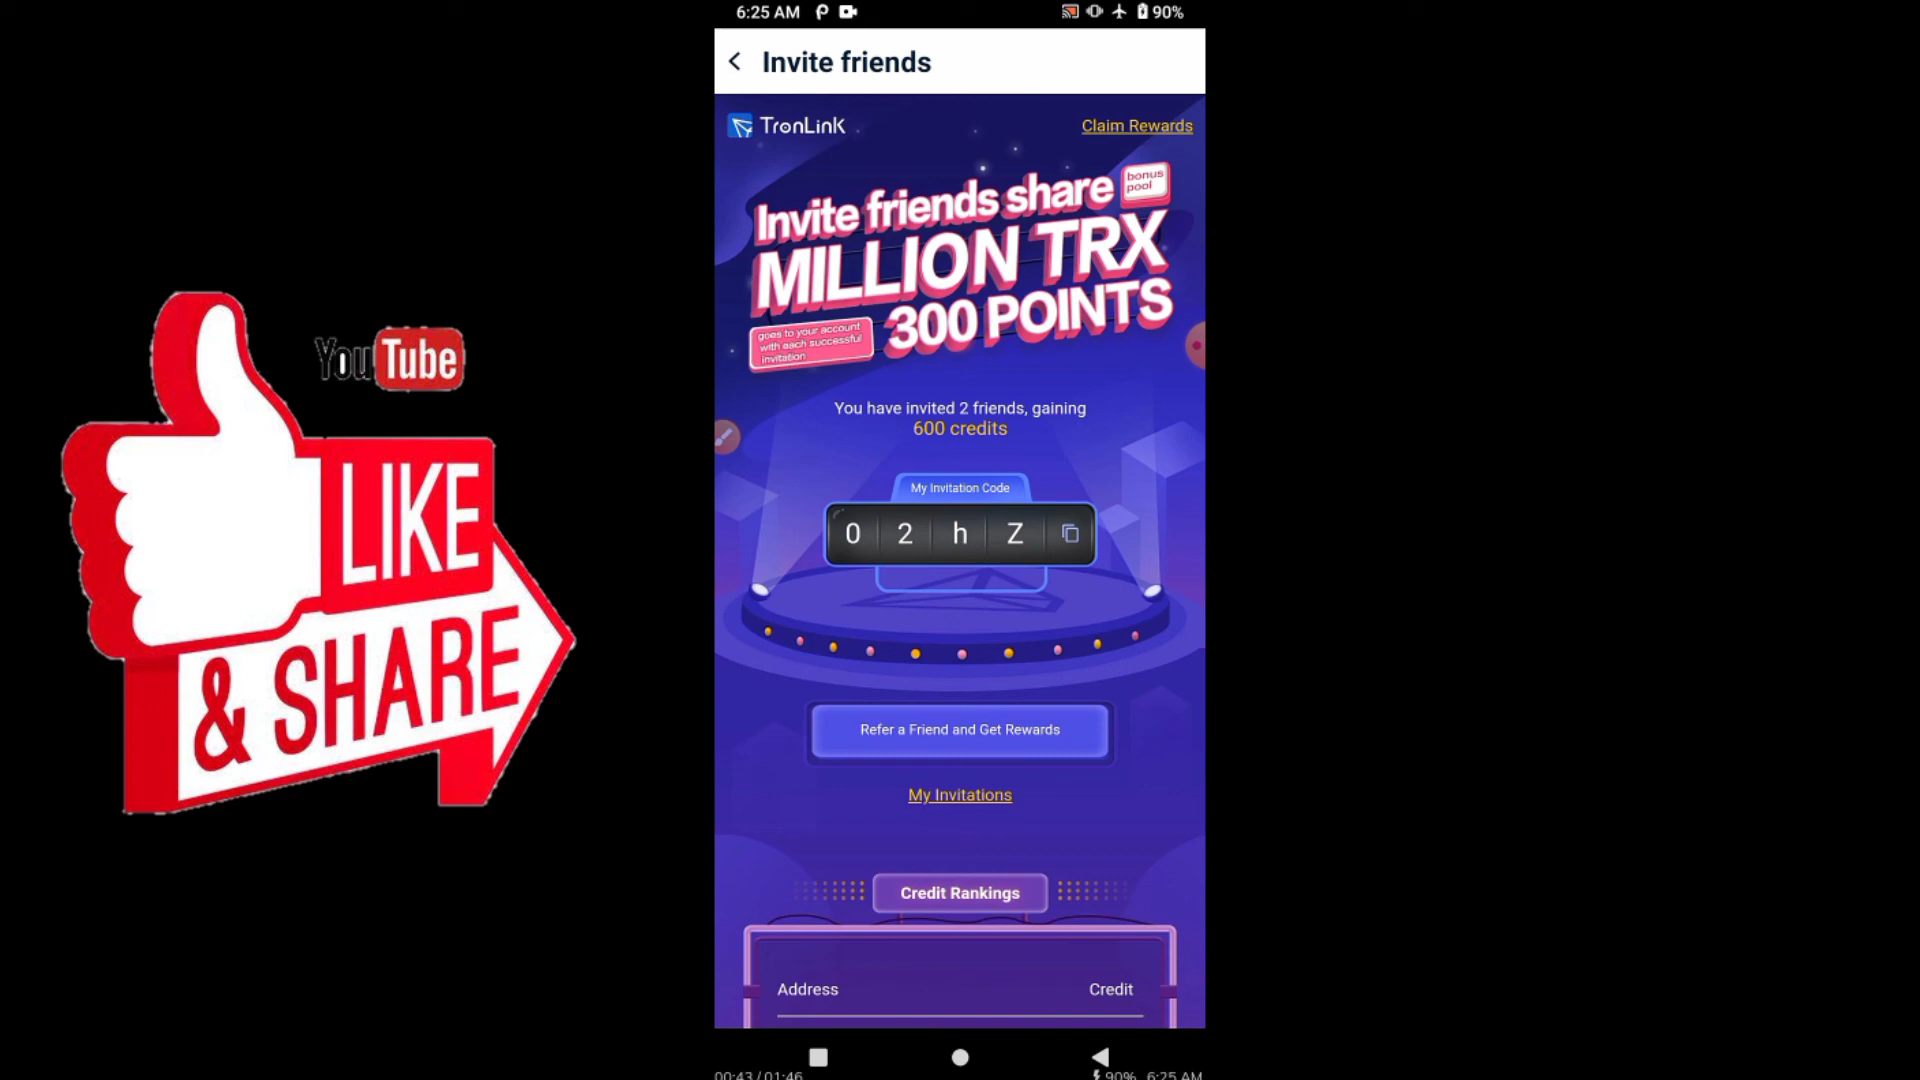 6:25 AM
90%
Invite friends
TronLink
Claim Rewards
Invite friends share
bonus
pool
MILLION TRX
300 POINTS
goes to your account
with each successful
invitation
You have invited 2 friends, gaining
600 credits
My Invitation Code
0 2 h Z
Refer a Friend and Get Rewards
My Invitations
Credit Rankings
Address Credit
00:43 / 01:46
90% 6:25 AM
YouTube
LIKE
& SHARE